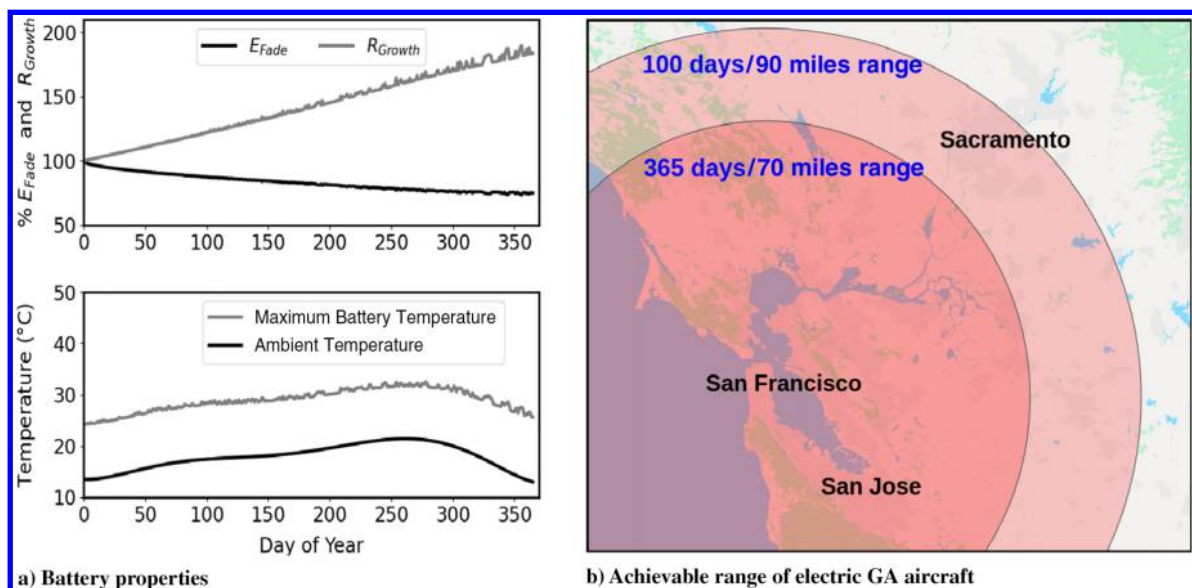 200
150
100
50
% E_Fade and R_Growth
E_Fade R_Growth
0 50 100 150 200 250 300 350
50
40
30
20
10
Temperature (°C)
Maximum Battery Temperature
Ambient Temperature
0 50 100 150 200 250 300 350
Day of Year
a) Battery properties
100 days/90 miles range
Sacramento
365 days/70 miles range
San Francisco
San Jose
b) Achievable range of electric GA aircraft